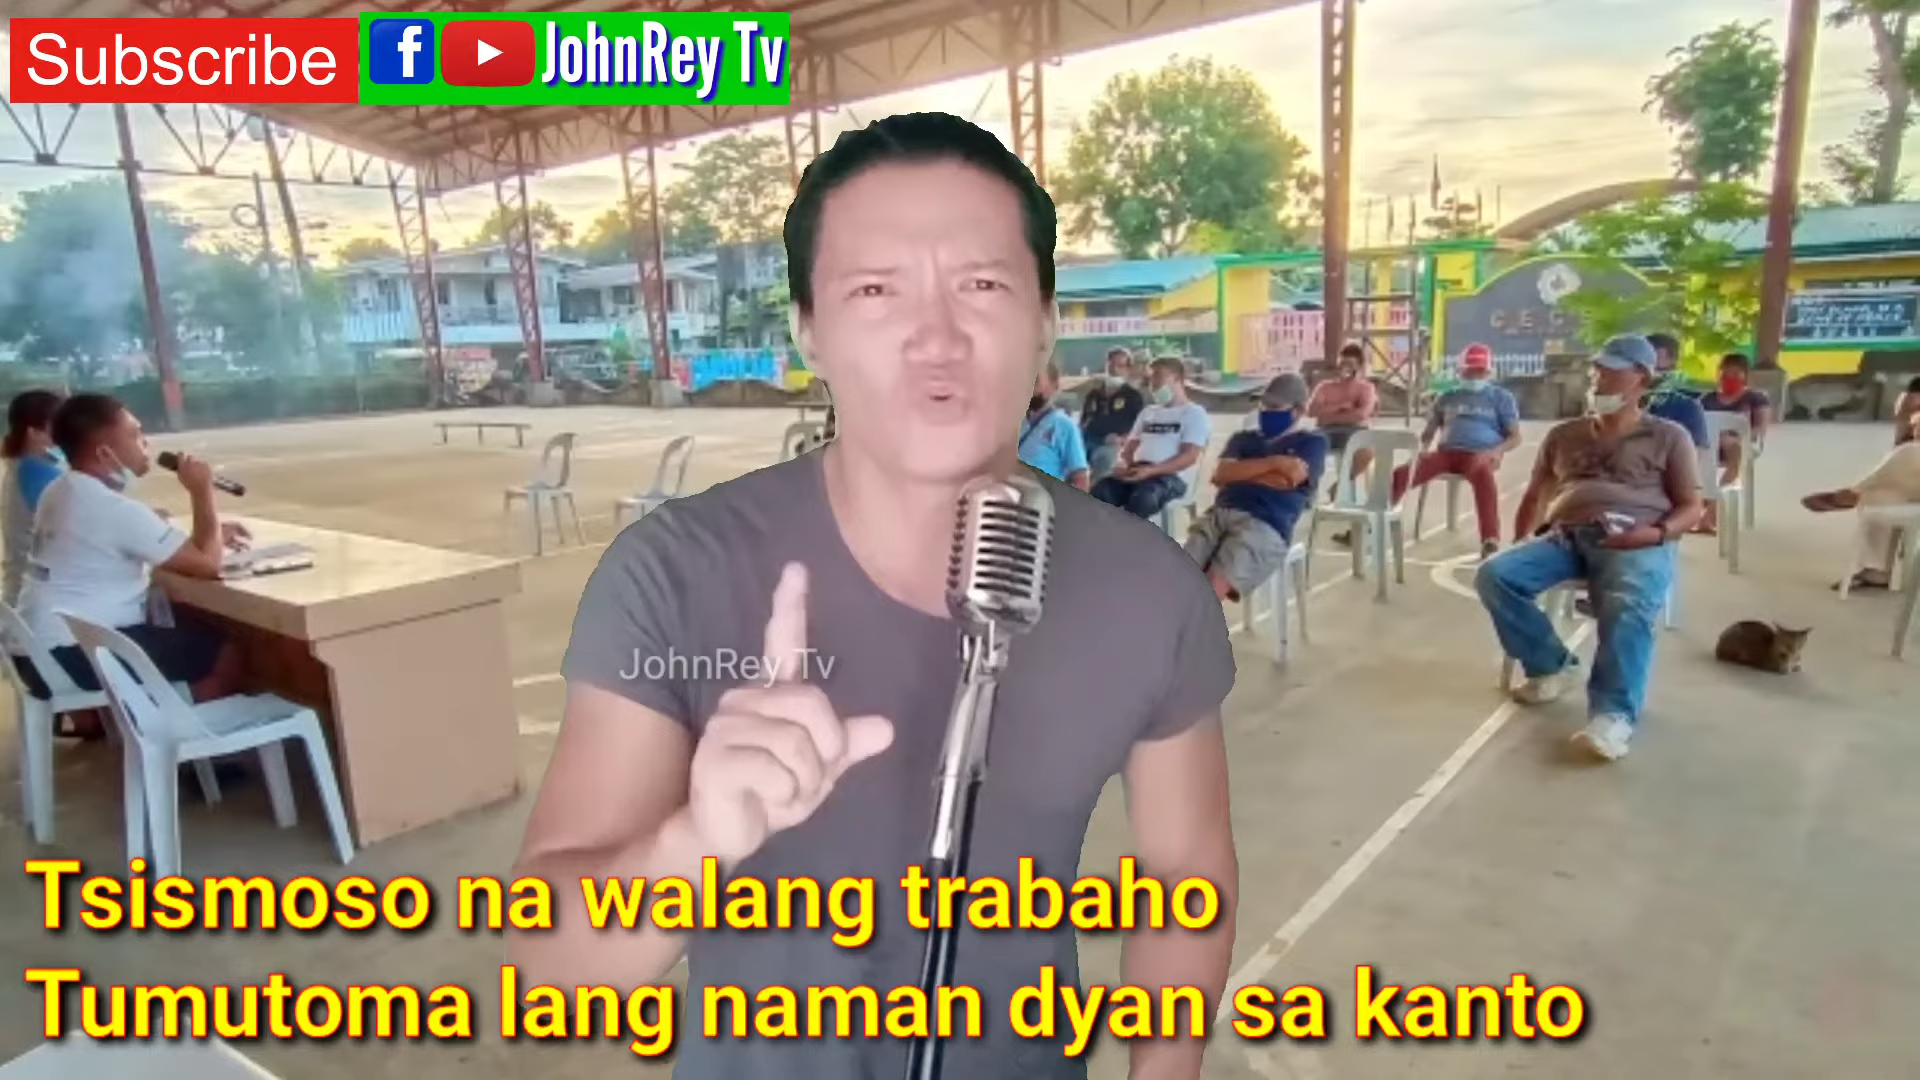 Subscribe
JohnRey Tv
C.E.C.
JohnRey Tv
Tsismoso na walang trabaho
Tumutoma lang naman dyan sa kanto